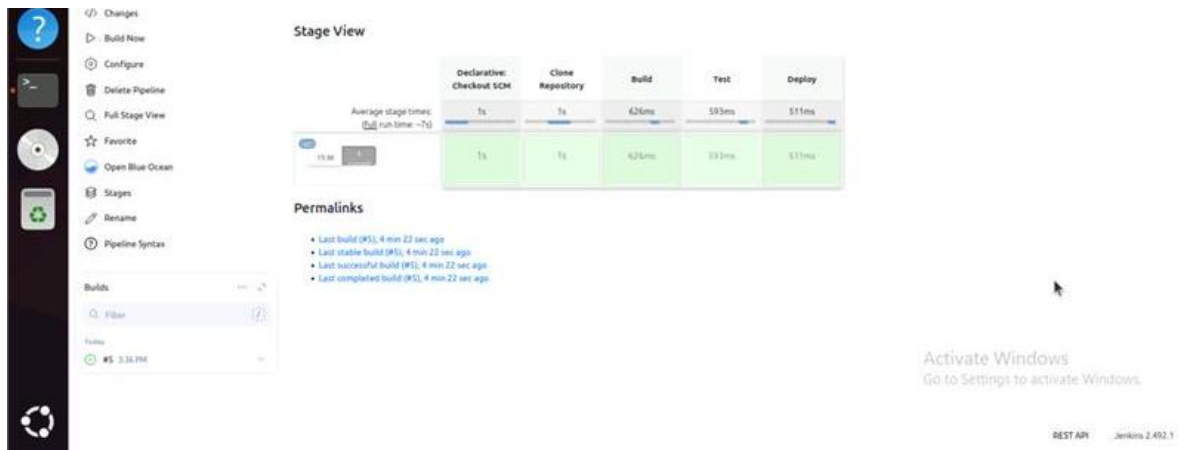 Changes
Build Now
Configure
Delete Pipeline
Full Stage View
Favorite
Open Blue Ocean
Stages
Rename
Pipeline Syntax
Builds
Filter
/
Today
#5 3:36 PM
Stage View
Declarative: Checkout SCM
Clone Repository
Build
Test
Deploy
Average stage times:
(Full run time: ~7s)
1s
1s
626ms
593ms
511ms
#5
15:36
1s
1s
626ms
593ms
511ms
Permalinks
Last build (#5), 4 min 22 sec ago
Last stable build (#5), 4 min 22 sec ago
Last successful build (#5), 4 min 22 sec ago
Last completed build (#5), 4 min 22 sec ago
Activate Windows
Go to Settings to activate Windows.
REST API
Jenkins 2.492.1